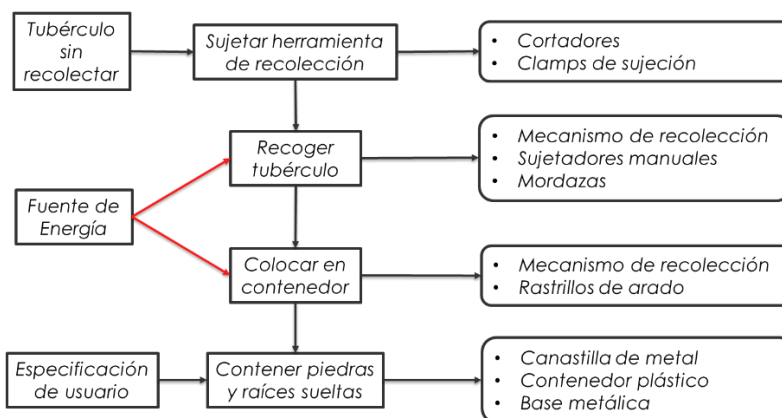 Tubérculo
sin
recolectar
Sujetar herramienta
de recolección
• Cortadores
• Clamps de sujeción
Recoger
tubérculo
• Mecanismo de recolección
• Sujetadores manuales
• Mordazas
Fuente de
Energía
Colocar en
contenedor
• Mecanismo de recolección
• Rastrillos de arado
Especificación
de usuario
Contener piedras
y raíces sueltas
• Canastilla de metal
• Contenedor plástico
• Base metálica